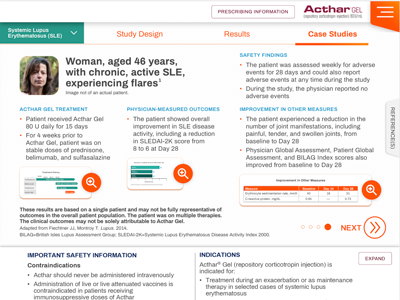 PRESCRIBING INFORMATION
Acthar GEL
(repository corticotropin injection) 80 U/mL
Systemic Lupus
Erythematosus (SLE)
Study Design
Results
Case Studies
Woman, aged 46 years,
with chronic, active SLE,
experiencing flares¹
Image not of an actual patient.
ACTHAR GEL TREATMENT
Patient received Acthar Gel
80 U daily for 15 days
For 4 weeks prior to
Acthar Gel, patient was on
stable doses of prednisone,
belimumab, and sulfasalazine
PHYSICIAN-MEASURED OUTCOMES
The patient showed overall
improvement in SLE disease
activity, including a reduction
in SLEDAI-2K score from
8 to 6 at Day 28
SAFETY FINDINGS
The patient was assessed weekly for adverse
events for 28 days and could also report
adverse events at any time during the study
During the study, the physician reported no
adverse events
IMPROVEMENT IN OTHER MEASURES
The patient experienced a reduction in the
number of joint manifestations, including
painful, tender, and swollen joints, from
baseline to Day 28
Physician Global Assessment, Patient Global
Assessment, and BILAG Index scores also
improved from baseline to Day 28
Improvement in Other Measures
REFERENCE(S)
These results are based on a single patient and may not be fully representative of
outcomes in the overall patient population. The patient was on multiple therapies.
The clinical outcomes may not be solely attributable to Acthar Gel.
Adapted from Fiechtner JJ, Montroy T. Lupus. 2014.
BILAG=British Isles Lupus Assessment Group; SLEDAI-2K=Systemic Lupus Erythematosus Disease Activity Index 2000.
NEXT
IMPORTANT SAFETY INFORMATION
Contraindications
Acthar should never be administered intravenously
Administration of live or live attenuated vaccines is
contraindicated in patients receiving
immunosuppressive doses of Acthar
INDICATIONS
EXPAND
Acthar® Gel (repository corticotropin injection) is
indicated for:
Treatment during an exacerbation or as maintenance
therapy in selected cases of systemic lupus
erythematosus